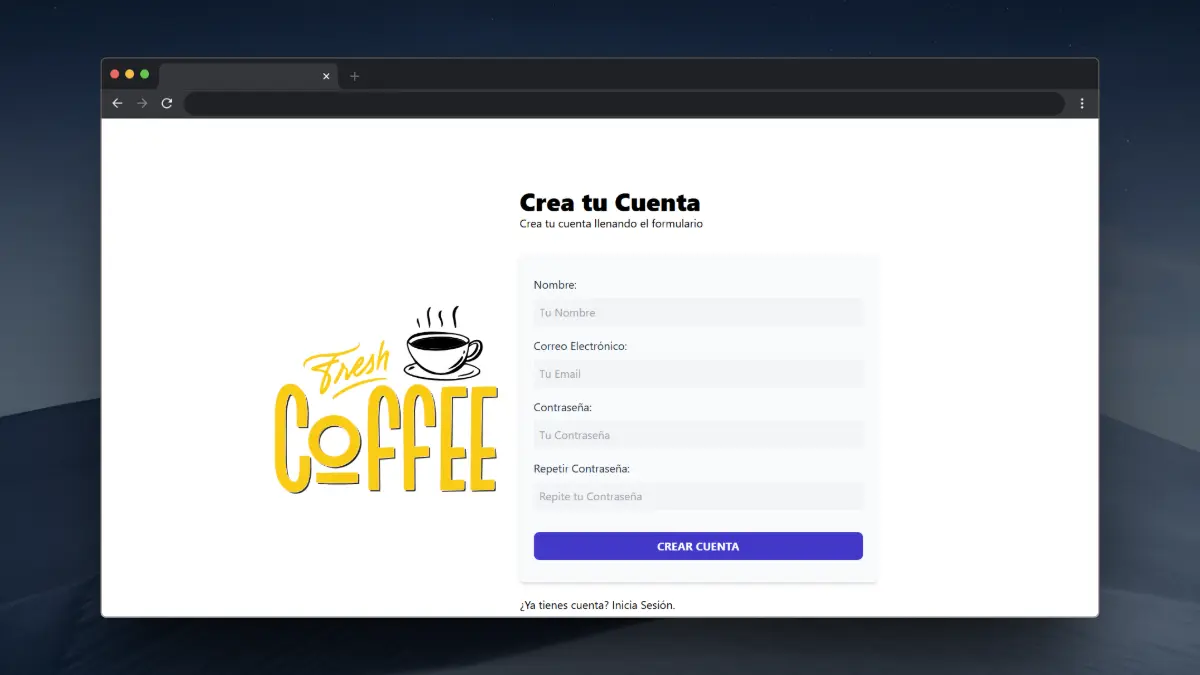 Crea tu Cuenta
Crea tu cuenta llenando el formulario
Fresh
COFFEE
Nombre:
Tu Nombre
Correo Electrónico:
Tu Email
Contraseña:
Tu Contraseña
Repetir Contraseña:
Repite tu Contraseña
CREAR CUENTA
¿Ya tienes cuenta? Inicia Sesión.